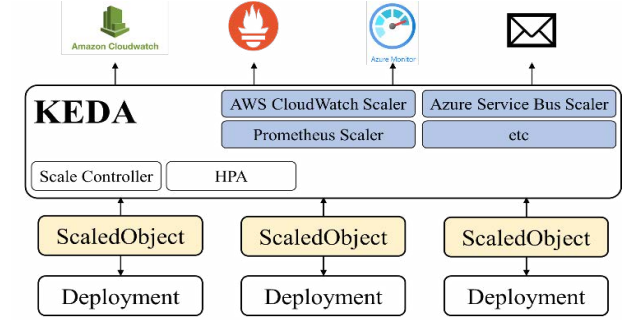 Amazon Cloudwatch
Azure Monitor
KEDA
AWS CloudWatch Scaler
Azure Service Bus Scaler
Prometheus Scaler
etc
Scale Controller
HPA
ScaledObject
ScaledObject
ScaledObject
Deployment
Deployment
Deployment